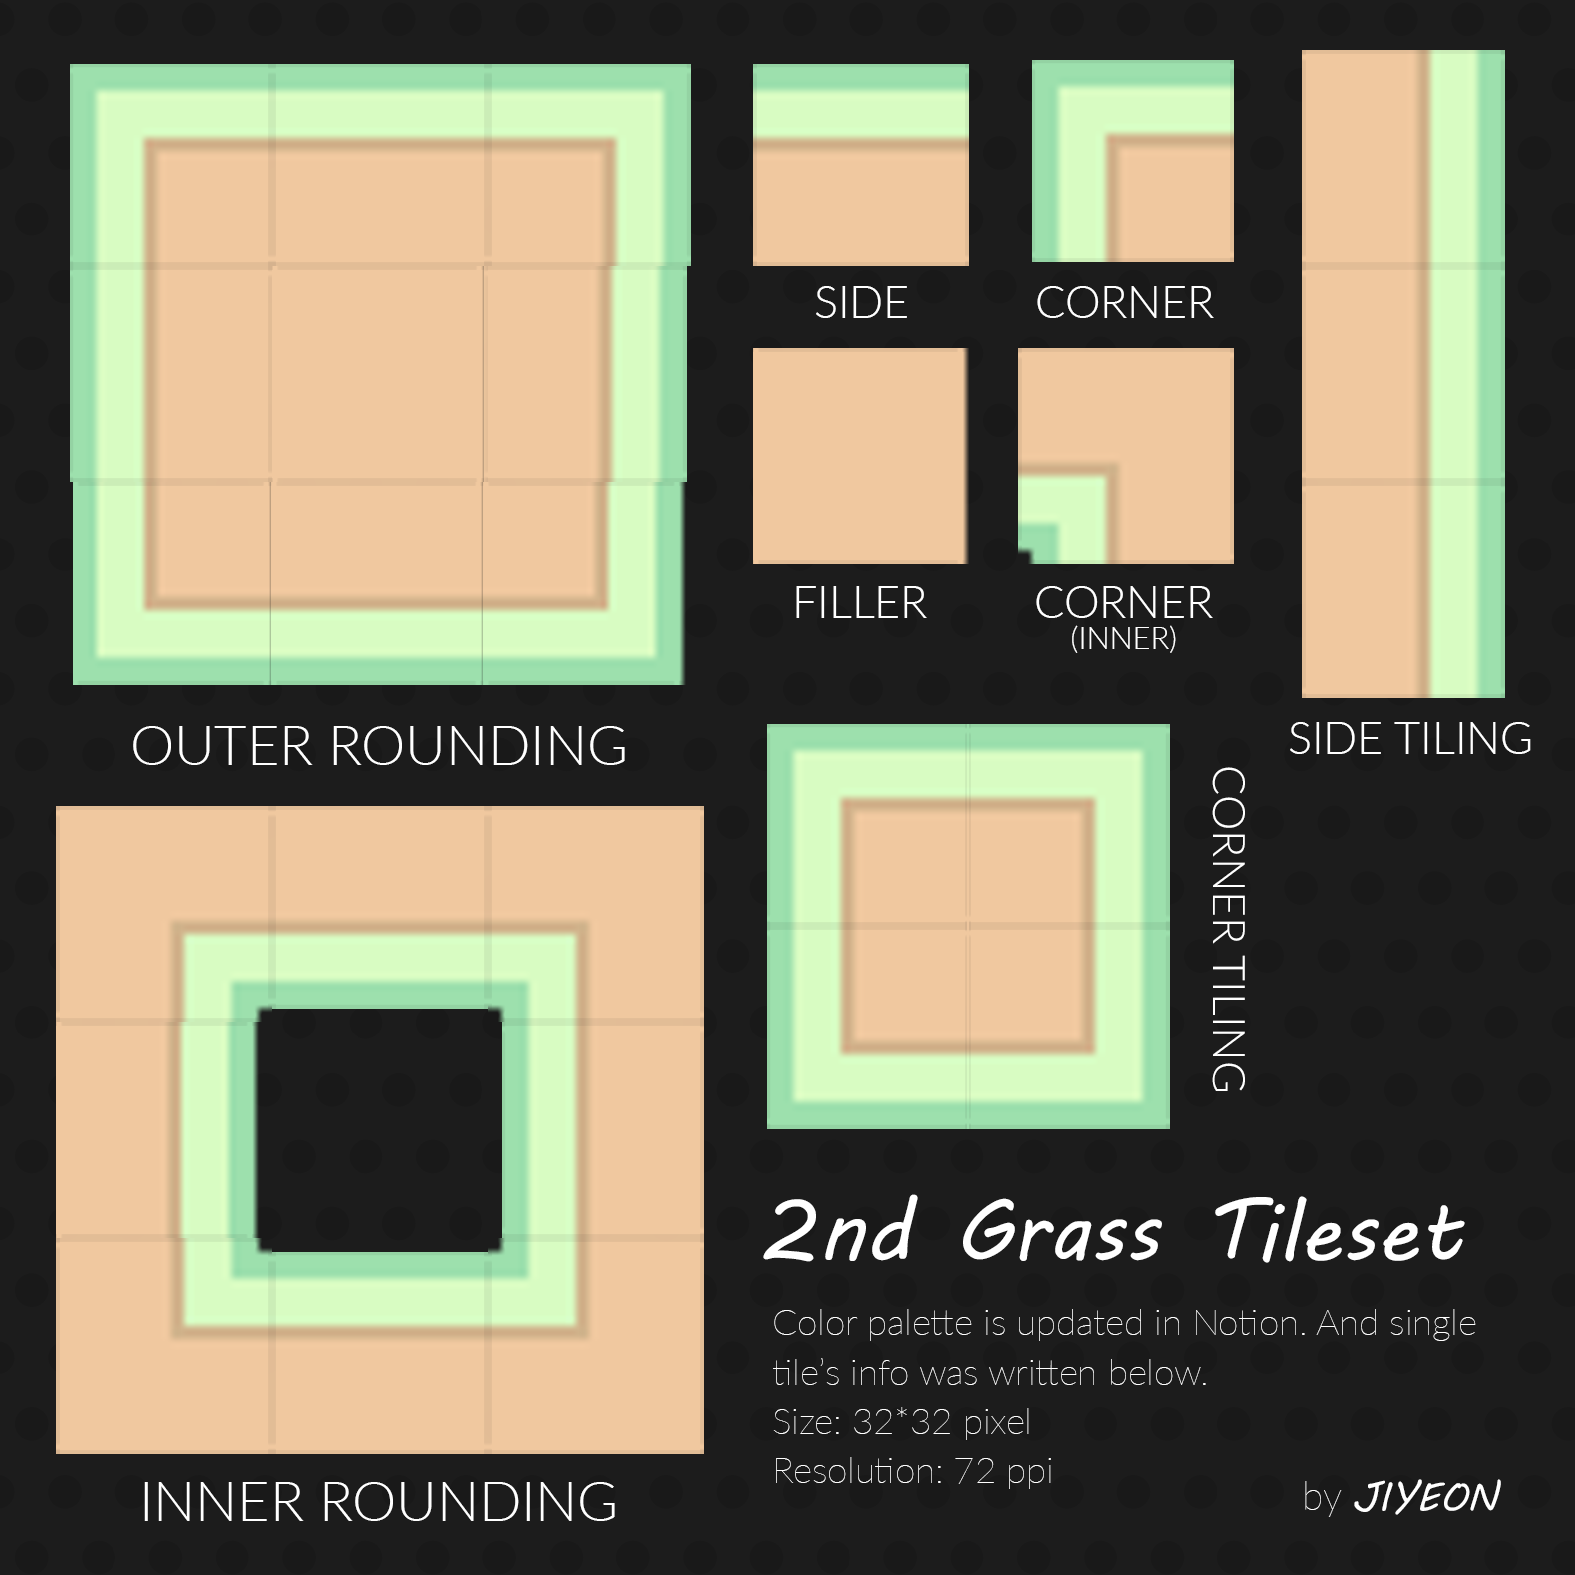 SIDE
CORNER
FILLER
CORNER
(INNER)
OUTER ROUNDING
SIDE TILING
CORNER TILING
2nd Grass Tileset
Color palette is updated in Notion. And single
tile’s info was written below.
Size: 32*32 pixel
Resolution: 72 ppi
INNER ROUNDING
by JIYEON